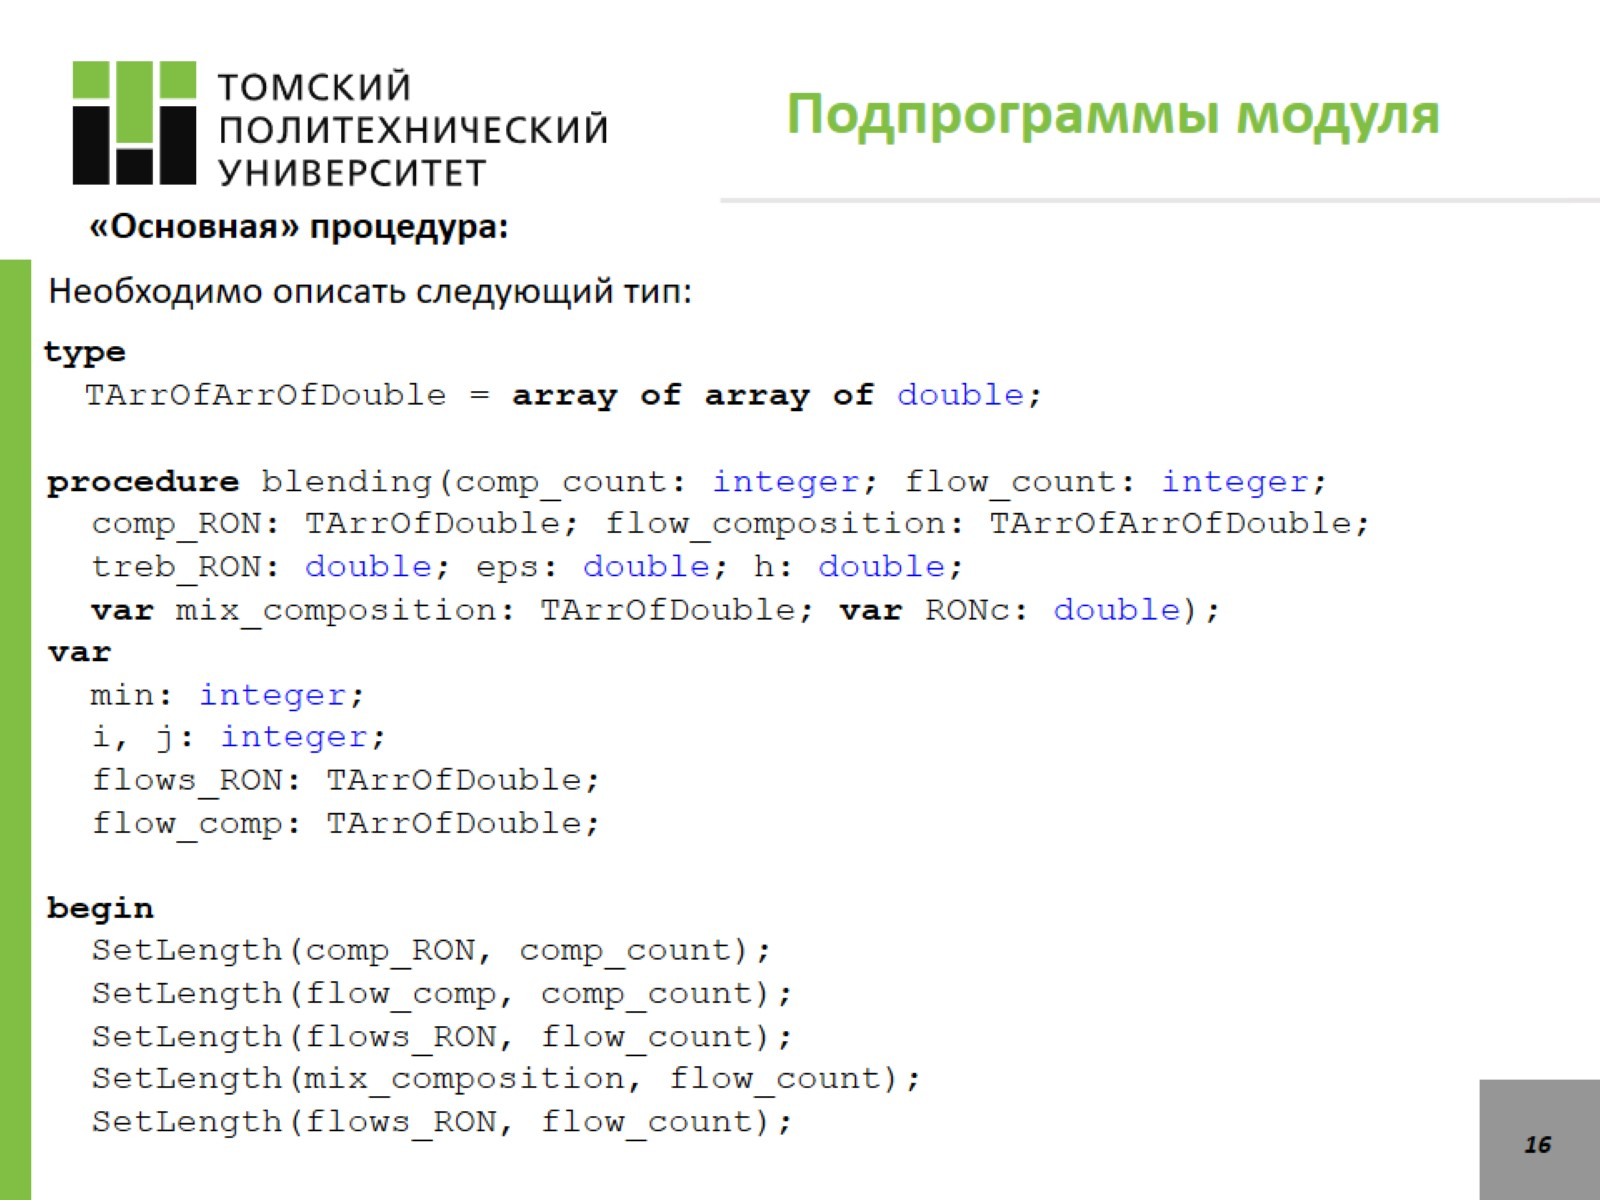 ТОМСКИЙ
ПОЛИТЕХНИЧЕСКИЙ
УНИВЕРСИТЕТ
Подпрограммы модуля
«Основная» процедура:
Необходимо описать следующий тип:
type
TArrOfArrOfDouble = array of array of double;
procedure blending(comp_count: integer; flow_count: integer;
comp_RON: TArrOfDouble; flow_composition: TArrOfArrOfDouble;
treb_RON: double; eps: double; h: double;
var mix_composition: TArrOfDouble; var RONc: double);
var
min: integer;
i, j: integer;
flows_RON: TArrOfDouble;
flow_comp: TArrOfDouble;
begin
SetLength(comp_RON, comp_count);
SetLength(flow_comp, comp_count);
SetLength(flows_RON, flow_count);
SetLength(mix_composition, flow_count);
SetLength(flows_RON, flow_count);
16